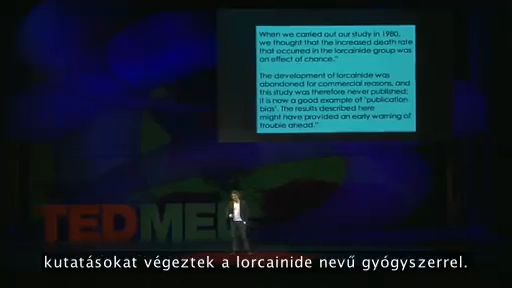 When we carried out our study in 1980,
we thought that the increased death rate
that occurred in the lorcainide group was
an effect of chance."
The development of lorcainide was
abandoned for commercial reasons, and
this study was therefore never published;
it is now a good example of 'publication
bias'. The results described here
might have provided an early warning of
trouble ahead."
TEDMED
kutatásokat végeztek a lorcainide nevű gyógyszerrel.